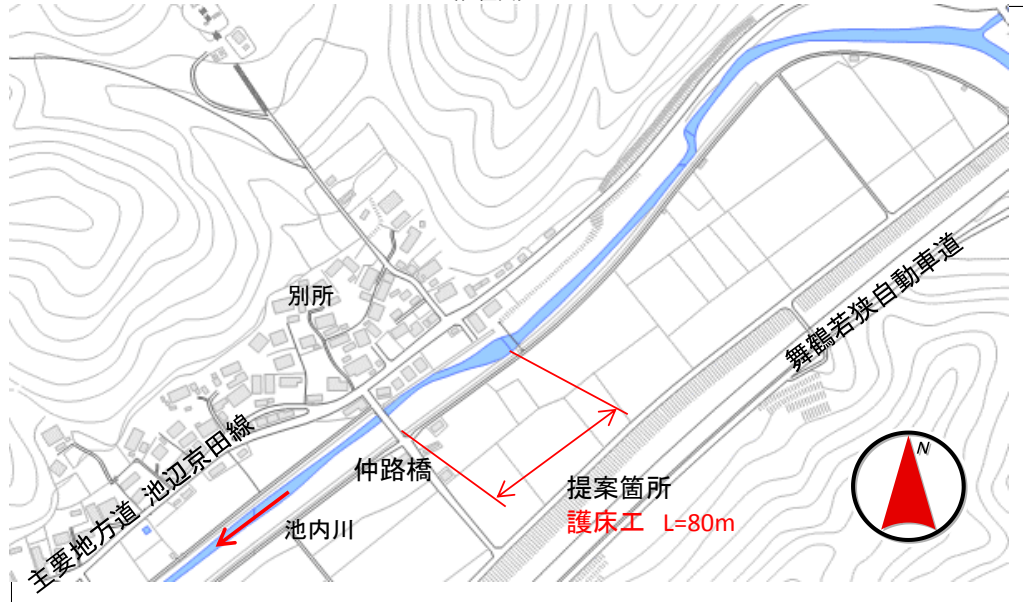 別所
舞鶴若狭自動車道
主要地方道 池辺京田線
仲路橋
池内川
提案箇所
護床工 L=80m
N